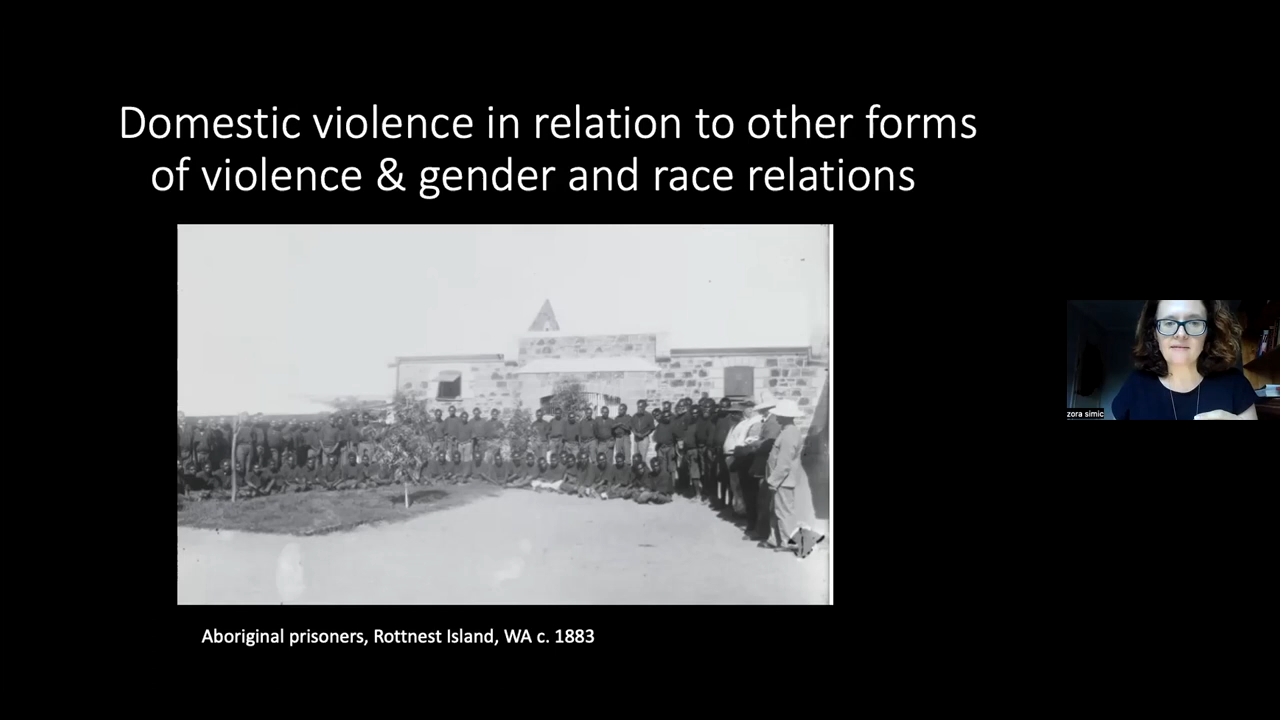 Domestic violence in relation to other forms
of violence & gender and race relations
zora simic
Aboriginal prisoners, Rottnest Island, WA c. 1883